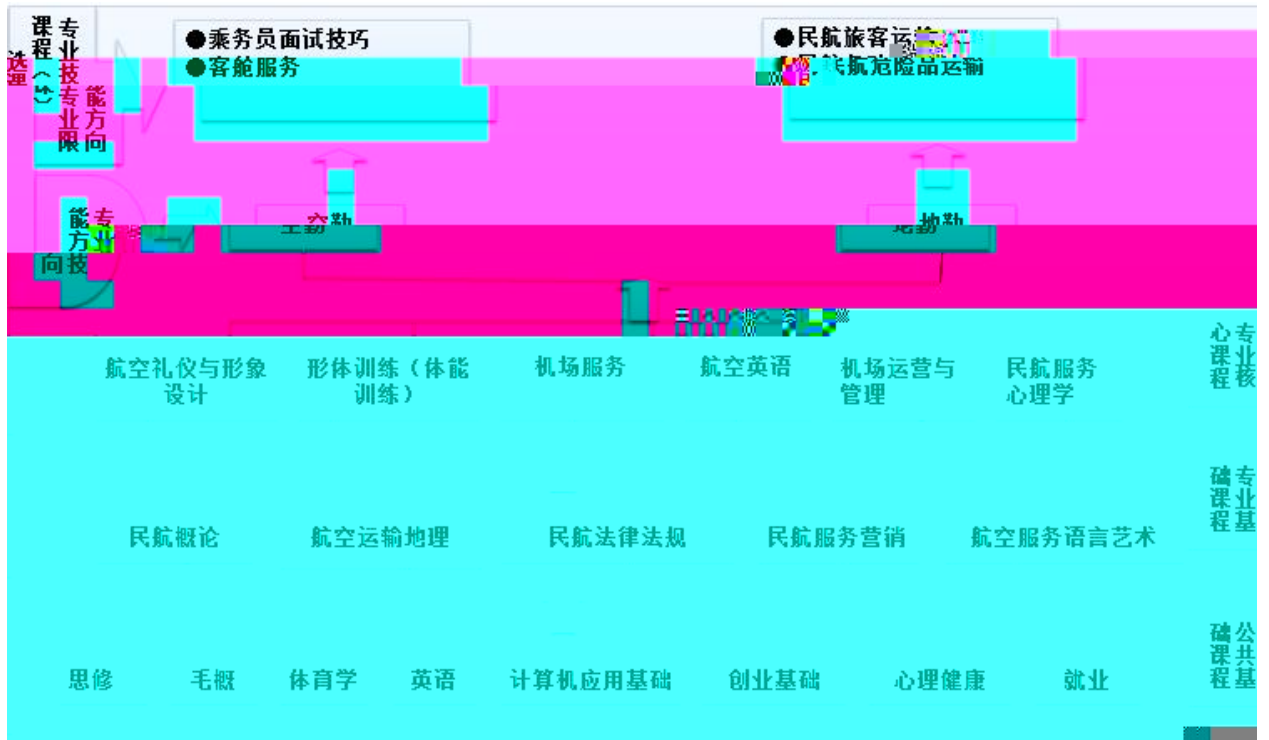 专业技能方向课程（专业限选）
●乘务员面试技巧
●客舱服务
●民航旅客运输
民航危险品运输
专业技能方向
空勤
地勤
航空礼仪与形象
设计
形体训练（体能
训练）
机场服务
航空英语
机场运营与
管理
民航服务
心理学
专业核
心课程
民航概论
航空运输地理
民航法律法规
民航服务营销
航空服务语言艺术
专业基
础课程
思修
毛概
体育学
英语
计算机应用基础
创业基础
心理健康
就业
公共基
础课程